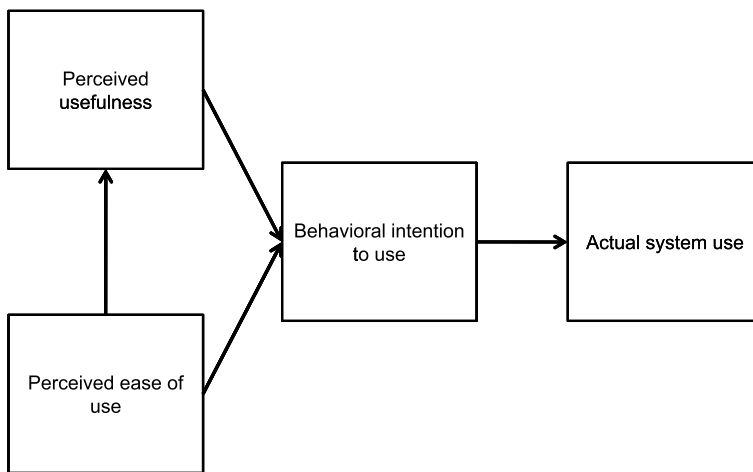 Perceived
usefulness
Behavioral intention
to use
Actual system use
Perceived ease of
use